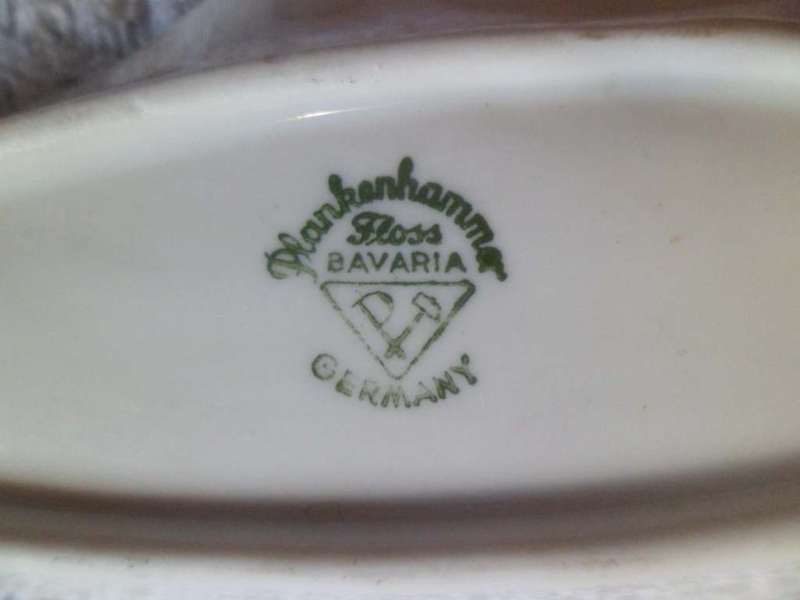 Plankenhammer
Floss
BAVARIA
P
GERMANY